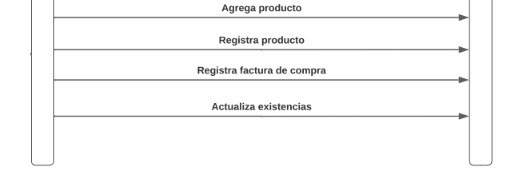 Agrega producto
Registra producto
Registra factura de compra
Actualiza existencias